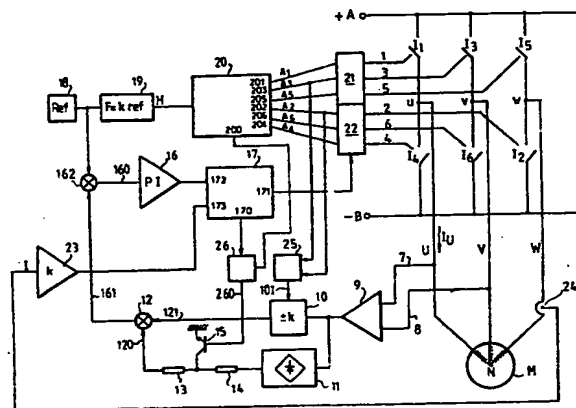 +A
18
Ref
19
F=k ref
H
20
201
203
205
202
206
204
200
A1
A3
A5
A2
A6
A4
21
22
1
3
5
2
6
4
I1
I3
I5
u
v
w
I4
I6
I2
-B
162
160
16
PI
17
172
173
171
170
23
k
161
26
25
260
101
12
121
120
10
±k
15
13
14
11
9
7
8
IU
U
V
W
24
N
M